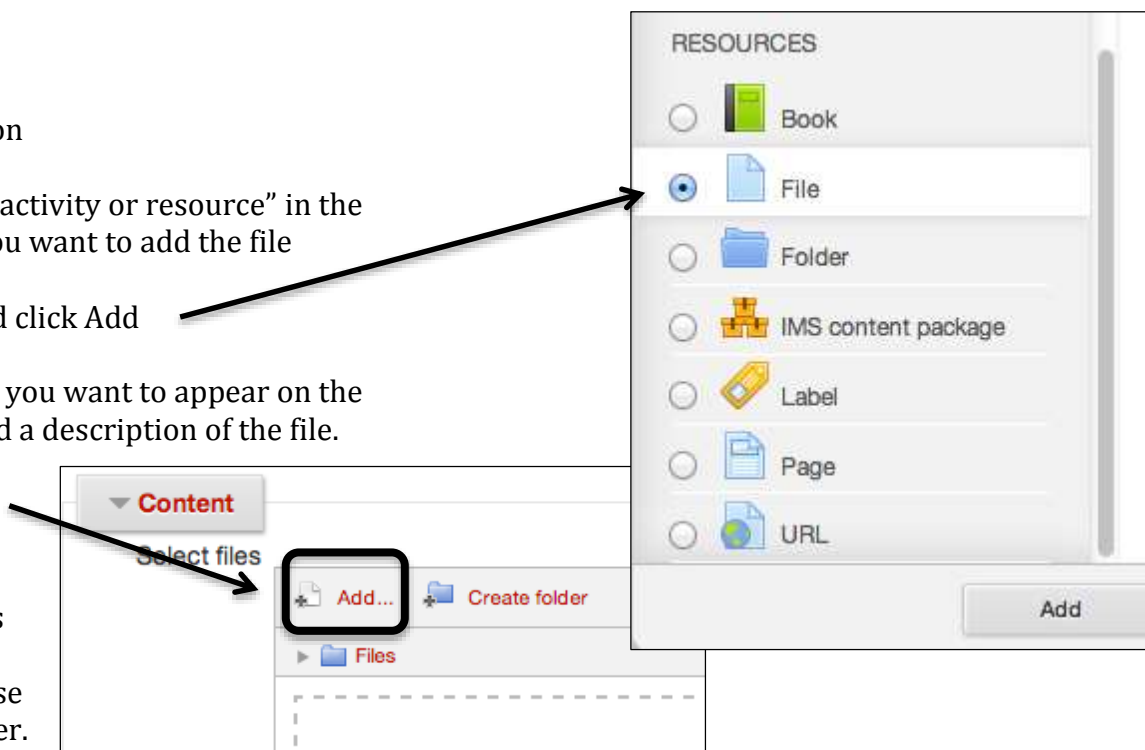 on
activity or resource” in the
ou want to add the file
d click Add
you want to appear on the
d a description of the file.
s
se
er.
RESOURCES
Book
File
Folder
IMS content package
Label
Page
URL
Add
Content
Select files
Add...
Create folder
Files